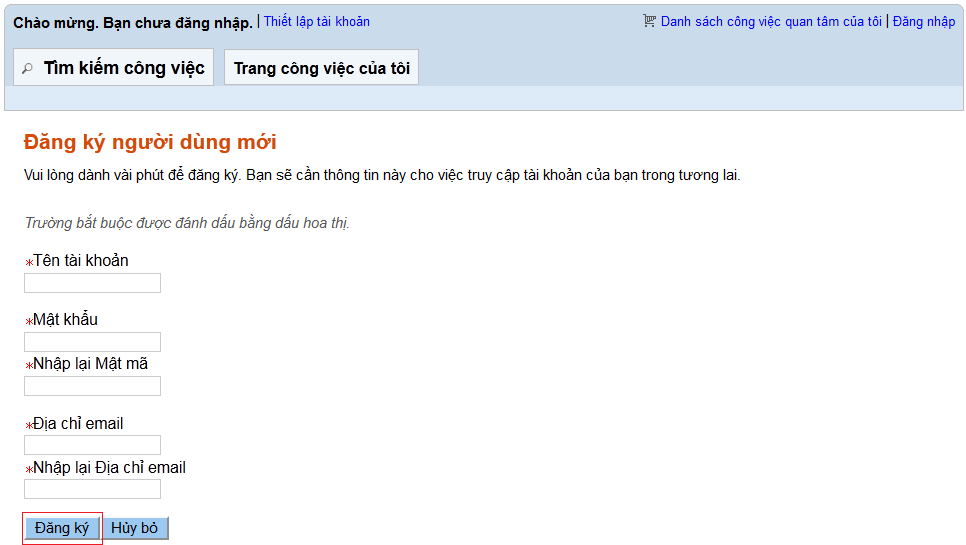 Chào mừng. Bạn chưa đăng nhập. | Thiết lập tài khoản Danh sách công việc quan tâm của tôi | Đăng nhập
Tìm kiếm công việc Trang công việc của tôi
Đăng ký người dùng mới
Vui lòng dành vài phút để đăng ký. Bạn sẽ cần thông tin này cho việc truy cập tài khoản của bạn trong tương lai.
Trường bắt buộc được đánh dấu bằng dấu hoa thị.
*Tên tài khoản
*Mật khẩu
*Nhập lại Mật mã
*Địa chỉ email
*Nhập lại Địa chỉ email
Đăng ký Hủy bỏ